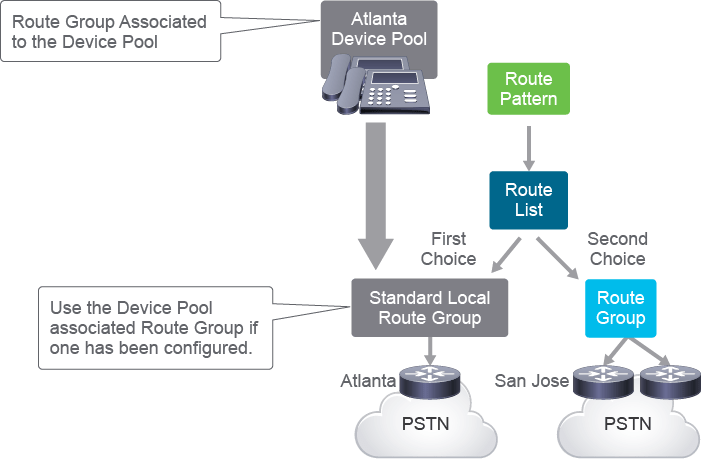 Route Group Associated
to the Device Pool
Atlanta
Device Pool
Route
Pattern
Route
List
First
Choice
Second
Choice
Use the Device Pool
associated Route Group if
one has been configured.
Standard Local
Route Group
Route
Group
Atlanta
San Jose
PSTN
PSTN